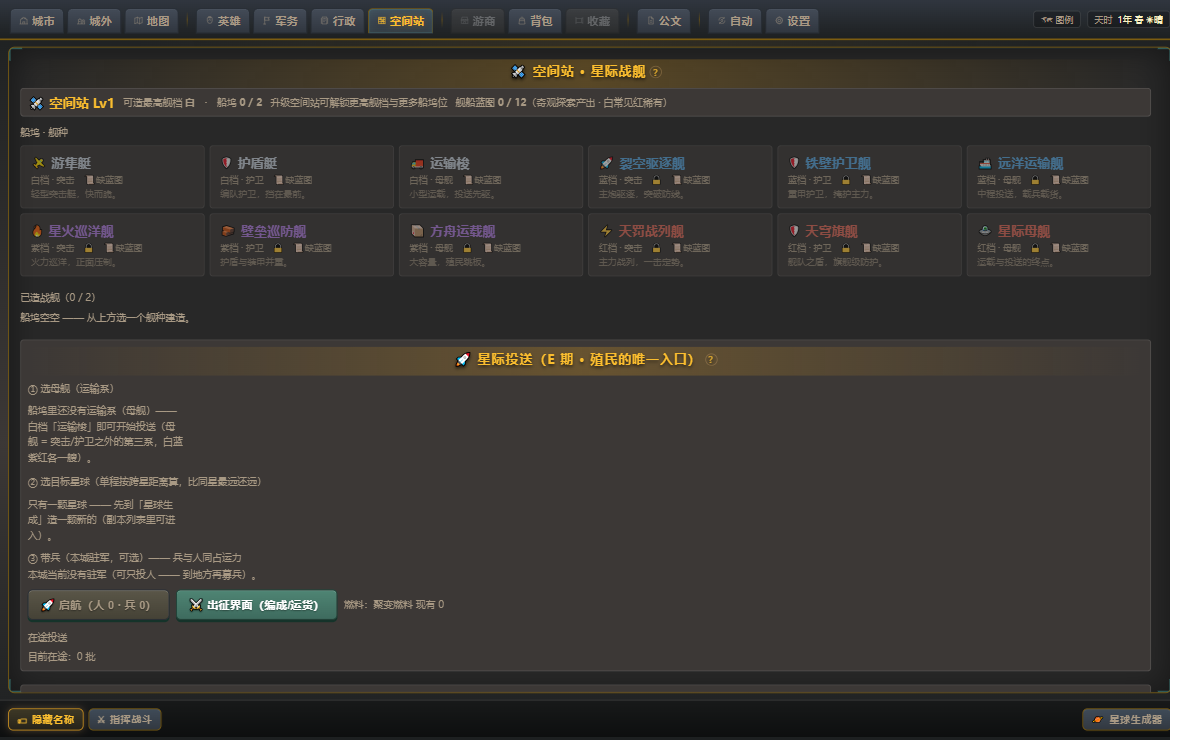 城市 城外 地图 英雄 军务 行政 空间站 游商 背包 收藏 公文 自动 设置 图例 天时 1年 春 ☀晴
空间站 • 星际战舰 ?
空间站 Lv1 可造最高舰档 白 · 船坞 0 / 2 升级空间站可解锁更高舰档与更多船坞位 舰船蓝图 0 / 12（奇观探索产出 · 白常见红稀有）
船坞 · 舰种
游隼艇 护盾艇 运输梭 裂空驱逐舰 铁壁护卫舰 远洋运输舰
白档 · 突击 缺蓝图 白档 · 护卫 缺蓝图 白档 · 母舰 缺蓝图 蓝档 · 突击 缺蓝图 蓝档 · 护卫 缺蓝图 蓝档 · 母舰 缺蓝图
轻型突击艇，快而脆。 编队护卫，挡在最前。 小型运载，投送先驱。 主炮驱逐，突破防线。 重甲护卫，掩护主力。 中程投送，载兵载货。
星火巡洋舰 壁垒巡防舰 方舟运载舰 天罚战列舰 天穹旗舰 星际母舰
紫档 · 突击 缺蓝图 紫档 · 护卫 缺蓝图 紫档 · 母舰 缺蓝图 红档 · 突击 缺蓝图 红档 · 护卫 缺蓝图 红档 · 母舰 缺蓝图
火力巡洋，正面压制。 护盾与装甲并重。 大容量，殖民跳板。 主力战列，一击定势。 舰队之盾，旗舰级防护。 运载与投送的终点。
已造战舰（0 / 2）
船坞空空 —— 从上方选一个舰种建造。
星际投送（E 期 • 殖民的唯一入口） ?
① 选母舰（运输系）
船坞里还没有运输系（母舰）——
白档「运输梭」即可开始投送（母
舰 = 突击/护卫之外的第三系，白蓝
紫红各一艘）。
② 选目标星球（单程按跨星距离算，比同星最远还远）
只有一颗星球 —— 先到「星球生
成」造一颗新的（副本列表里可进
入）。
③ 带兵（本城驻军，可选）—— 兵与人同占运力
本城当前没有驻军（可只投人 —— 到地方再募兵）。
启航（人 0 · 兵 0） 出征界面（编成/运货） 燃料：聚变燃料 现有 0
在途投送
目前在途：0 批
隐藏名称 指挥战斗 星球生成器